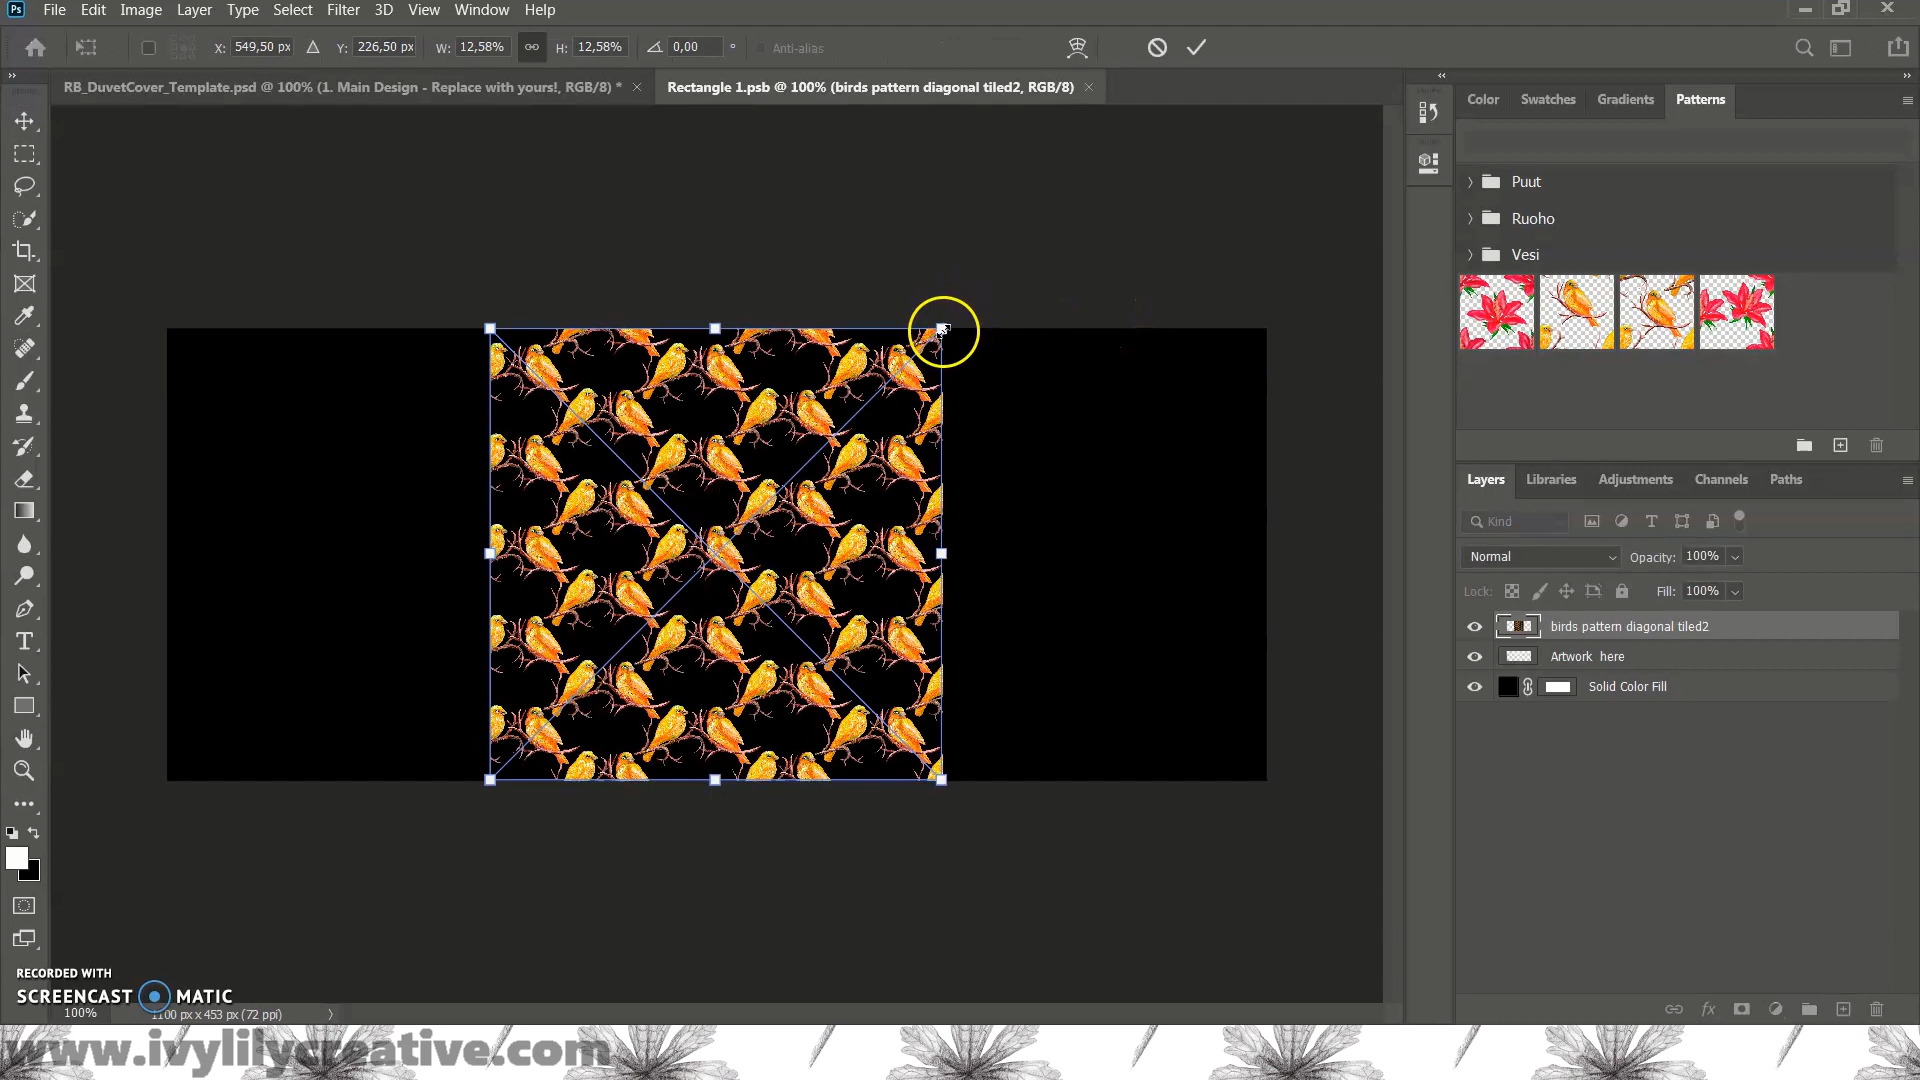 Ps File Edit Image Layer Type Select Filter 3D View Window Help
X: 549,50 px Y: 226,50 px W: 12,58% H: 12,58% 0,00 ° Anti-alias
RB_DuvetCover_Template.psd @ 100% (1. Main Design - Replace with yours!, RGB/8) *
Rectangle 1.psb @ 100% (birds pattern diagonal tiled2, RGB/8)
Color Swatches Gradients Patterns
Puut
Ruoho
Vesi
Layers Libraries Adjustments Channels Paths
Kind
Normal Opacity: 100%
Lock: Fill: 100%
birds pattern diagonal tiled2
Artwork here
Solid Color Fill
RECORDED WITH
SCREENCAST MATIC
100% 1100 px x 453 px (72 ppi)
www.ivylilycreative.com